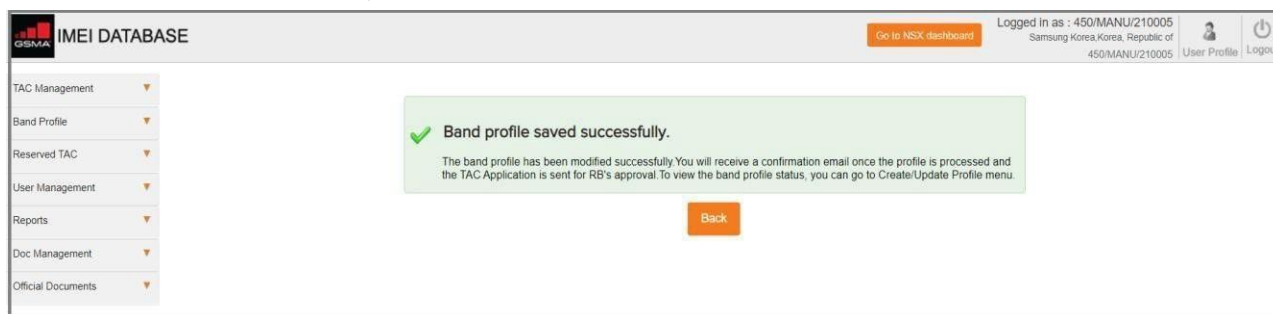 GSMA
IMEI DATABASE
Go to NSX dashboard
Logged in as : 450/MANU/210005
Samsung Korea,Korea, Republic of
450/MANU/210005
User Profile
Logou
TAC Management
Band Profile
Reserved TAC
User Management
Reports
Doc Management
Official Documents
Band profile saved successfully.
The band profile has been modified successfully.You will receive a confirmation email once the profile is processed and
the TAC Application is sent for RB's approval.To view the band profile status, you can go to Create/Update Profile menu.
Back